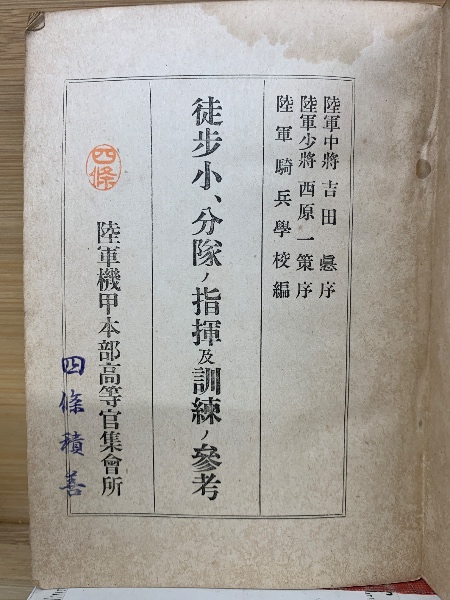 陸軍中將 吉田 悳 序
陸軍少將 西原一策 序
陸軍騎兵學校編
徒步小、分隊ノ指揮及訓練ノ參考
陸軍機甲本部高等官集會所
四條
四條積善